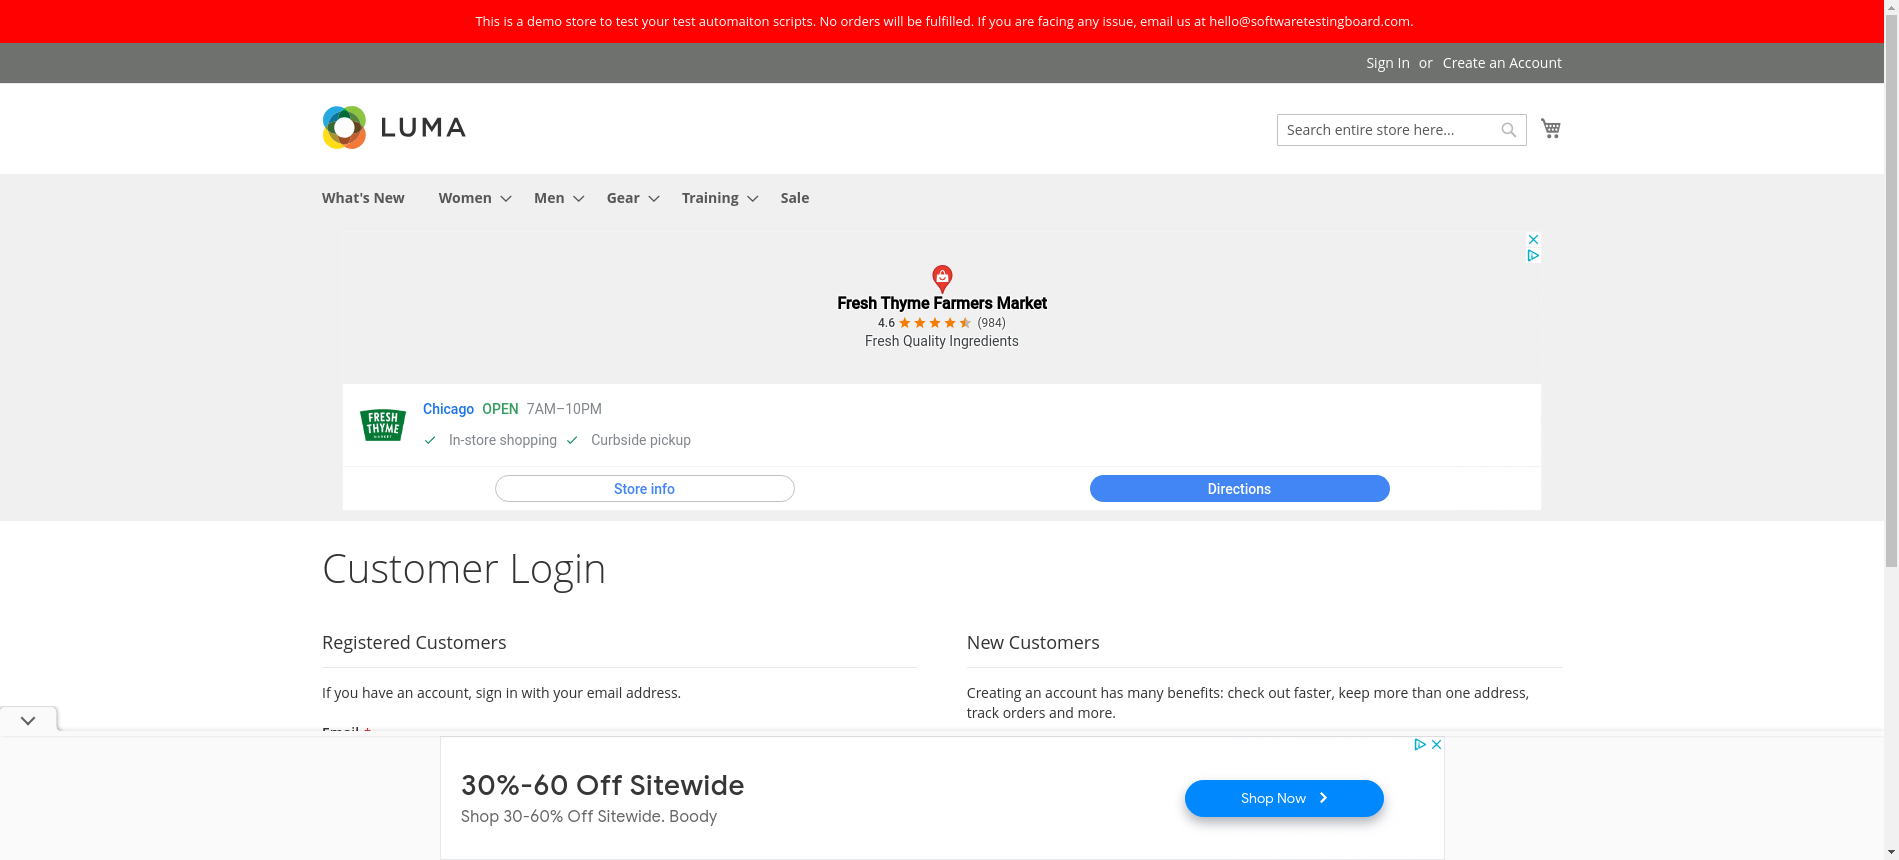 This is a demo store to test your test automaiton scripts. No orders will be fulfilled. If you are facing any issue, email us at hello@softwaretestingboard.com.
Sign In or Create an Account
LUMA
Search entire store here...
What's New Women Men Gear Training Sale
Fresh Thyme Farmers Market
4.6 (984)
Fresh Quality Ingredients
FRESH
THYME
MARKET
Chicago OPEN 7AM–10PM
In-store shopping Curbside pickup
Store info
Directions
Customer Login
Registered Customers
If you have an account, sign in with your email address.
Email *
New Customers
Creating an account has many benefits: check out faster, keep more than one address,
track orders and more.
30%-60 Off Sitewide
Shop 30-60% Off Sitewide. Boody
Shop Now